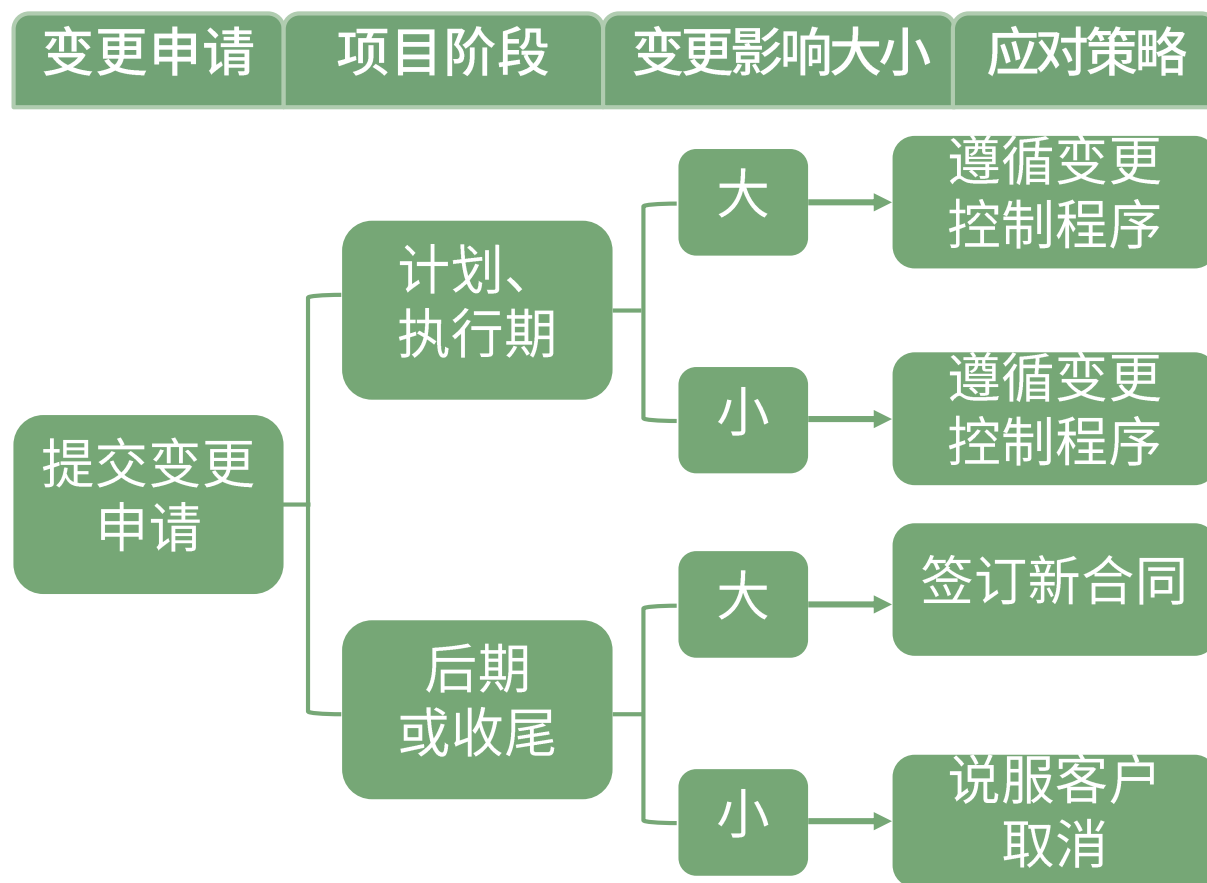 变更申请
项目阶段
变更影响大小
应对策略
提交变更
申请
计划、
执行期
大
遵循变更
控制程序
小
遵循变更
控制程序
后期
或收尾
大
签订新合同
小
说服客户
取消